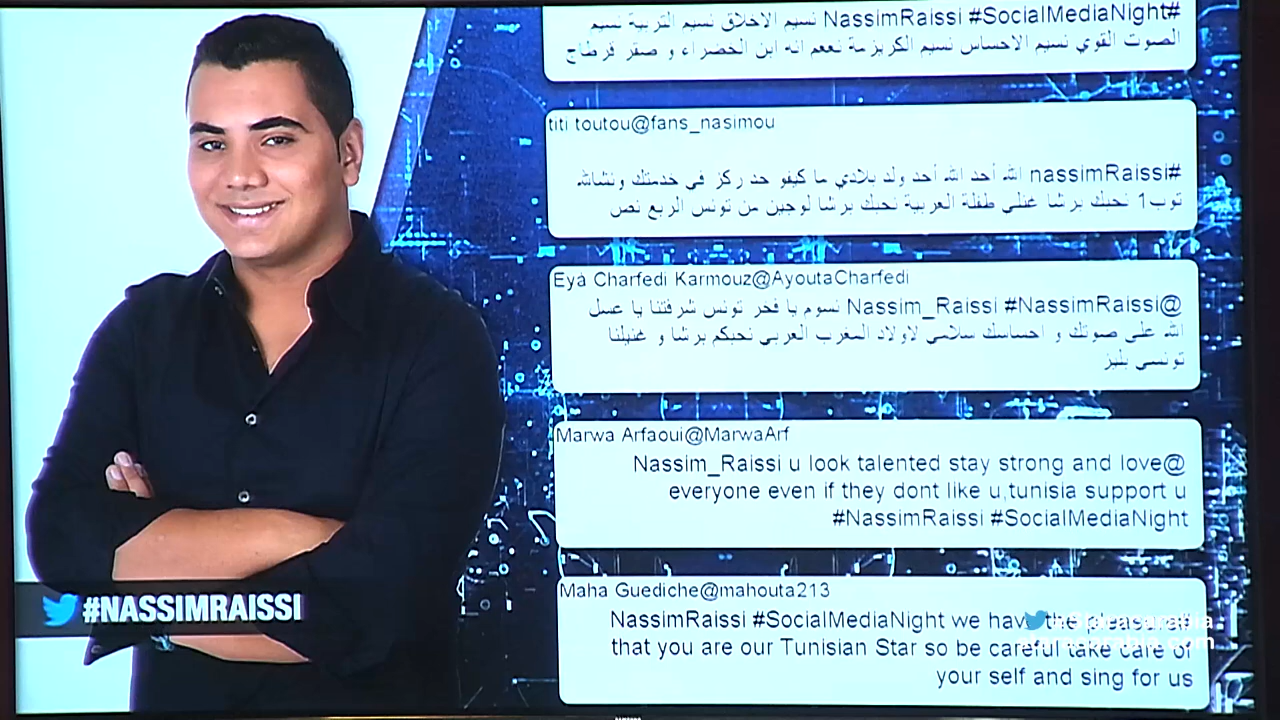 #NassimRaissi #SocialMediaNight نسيم الاخلاق نسيم التربية نسيم
الصوت القوي نسيم الاحساس نسيم الكريزمة نععم انه ابن الخضراء و صقر قرطاج
titi toutou@fans_nasimou
#nassimRaissi الله أحد الله أحد ولد بلادي ما كيفو حد ركز في خدمتك ونشالله
توب1 نحبك برشا غنلي طفلة العربية نحبك برشا لوجين من تونس الربع نص
Eya Charfedi Karmouz@AyoutaCharfedi
@Nassim_Raissi #NassimRaissi نسوم يا فخر تونس شرفتنا يا عسل
الله على صوتك و احساسك سلامي لاولاد المغرب العربي نحبكم برشا و غنيلنا
تونسي بليز
Marwa Arfaoui@MarwaArf
Nassim_Raissi u look talented stay strong and love@
everyone even if they dont like u,tunisia support u
#NassimRaissi #SocialMediaNight
Maha Guediche@mahouta213
NassimRaissi #SocialMediaNight we have the pleasure#
that you are our Tunisian Star so be careful take care of
your self and sing for us
#NASSIMRAISSI